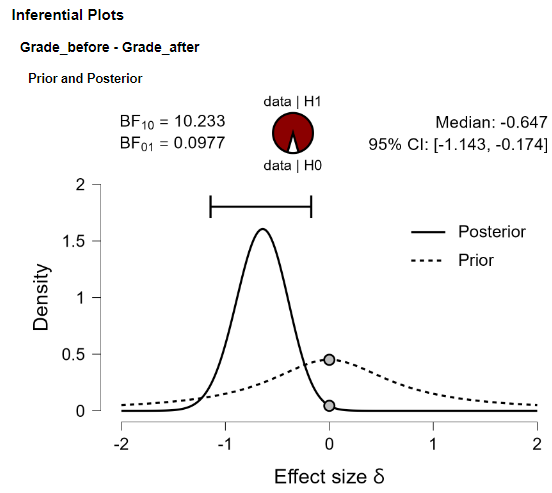 Inferential Plots
Grade_before - Grade_after
Prior and Posterior
data | H1
BF10 = 10.233
BF01 = 0.0977
Median: -0.647
95% CI: [-1.143, -0.174]
data | H0
2
1.5
1
0.5
0
Density
Posterior
Prior
-2
-1
0
1
2
Effect size δ